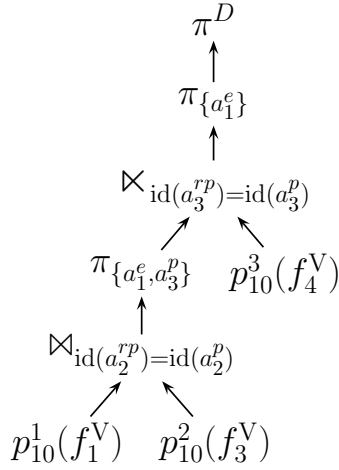 π^D
π_{a_1^e}
⋉_{id(a_3^{rp})=id(a_3^p)}
π_{a_1^e,a_3^p} p_{10}^3(f_4^V)
⋈_{id(a_2^{rp})=id(a_2^p)}
p_{10}^1(f_1^V) p_{10}^2(f_3^V)